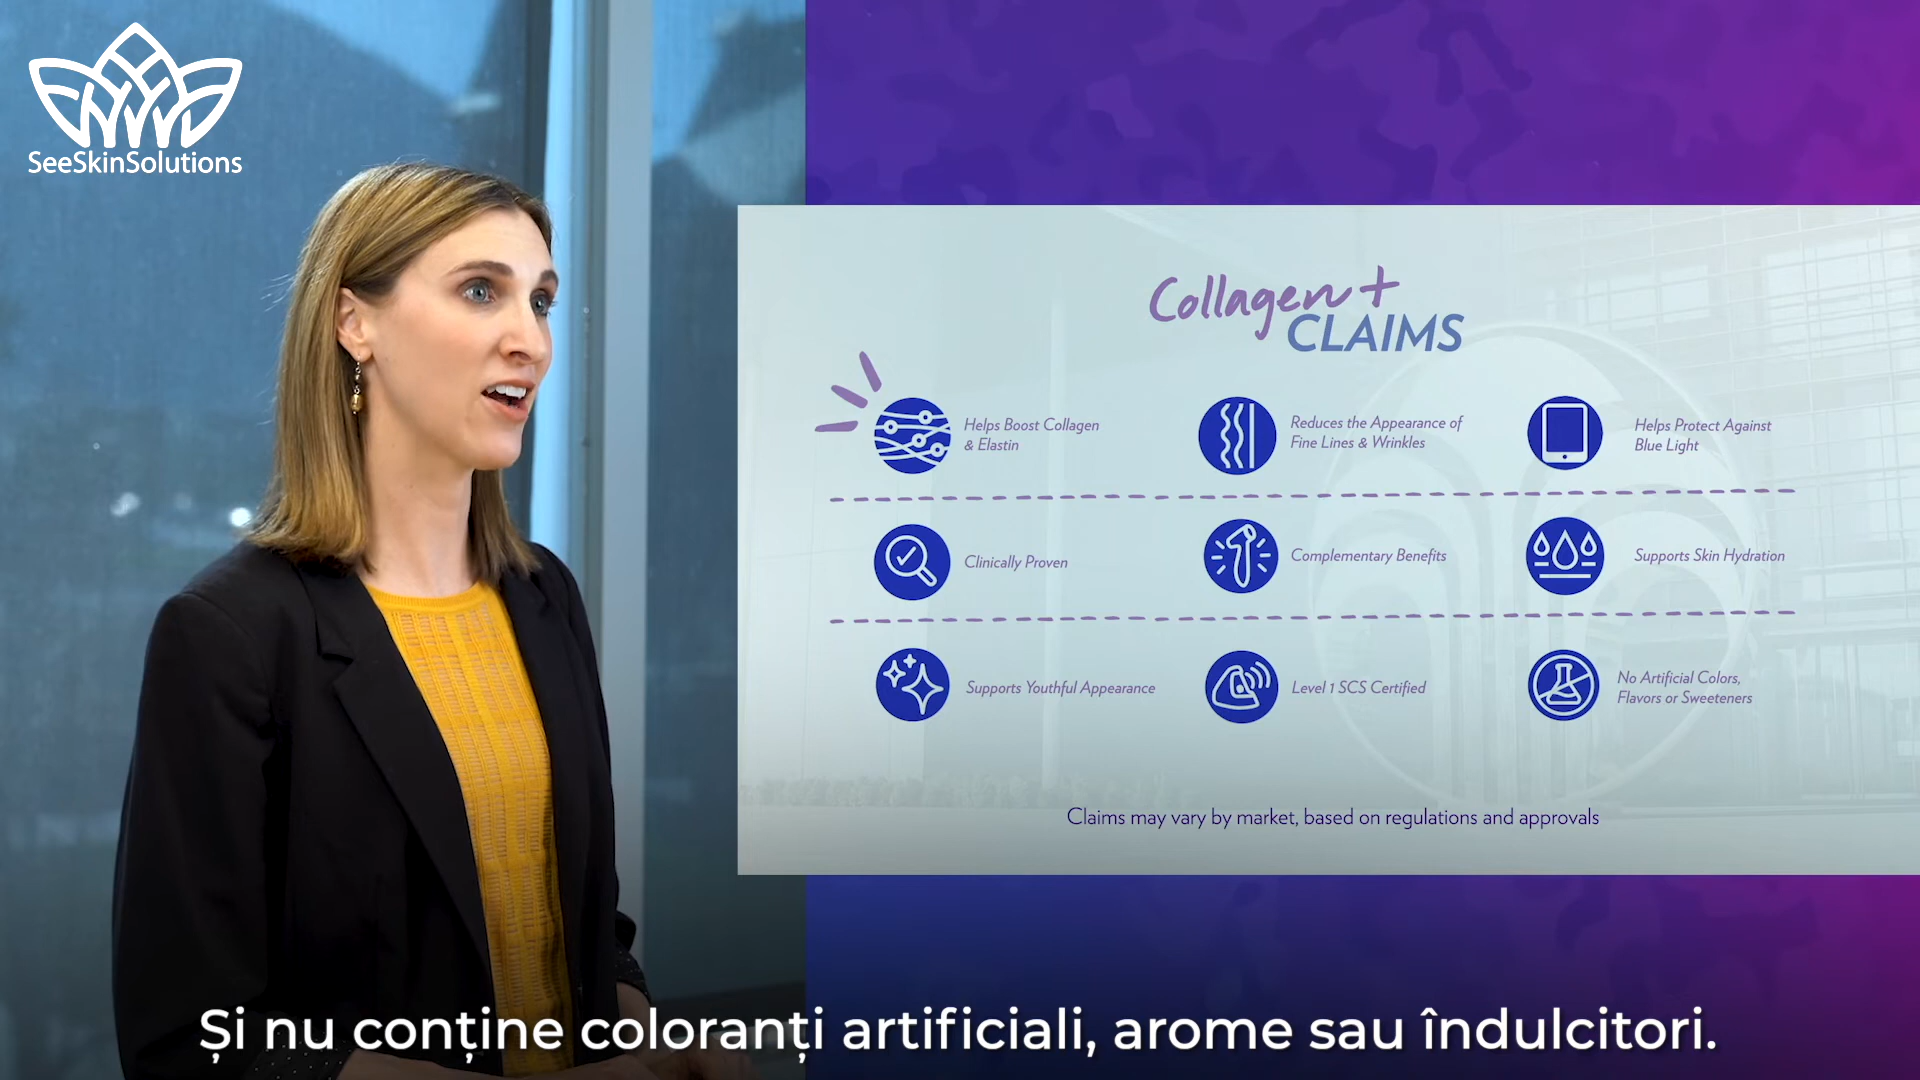 SeeSkinSolutions
Collagen+
CLAIMS
Helps Boost Collagen
& Elastin
Reduces the Appearance of
Fine Lines & Wrinkles
Helps Protect Against
Blue Light
Clinically Proven
Complementary Benefits
Supports Skin Hydration
Supports Youthful Appearance
Level 1 SCS Certified
No Artificial Colors,
Flavors or Sweeteners
Claims may vary by market, based on regulations and approvals
Și nu conține coloranți artificiali, arome sau îndulcitori.